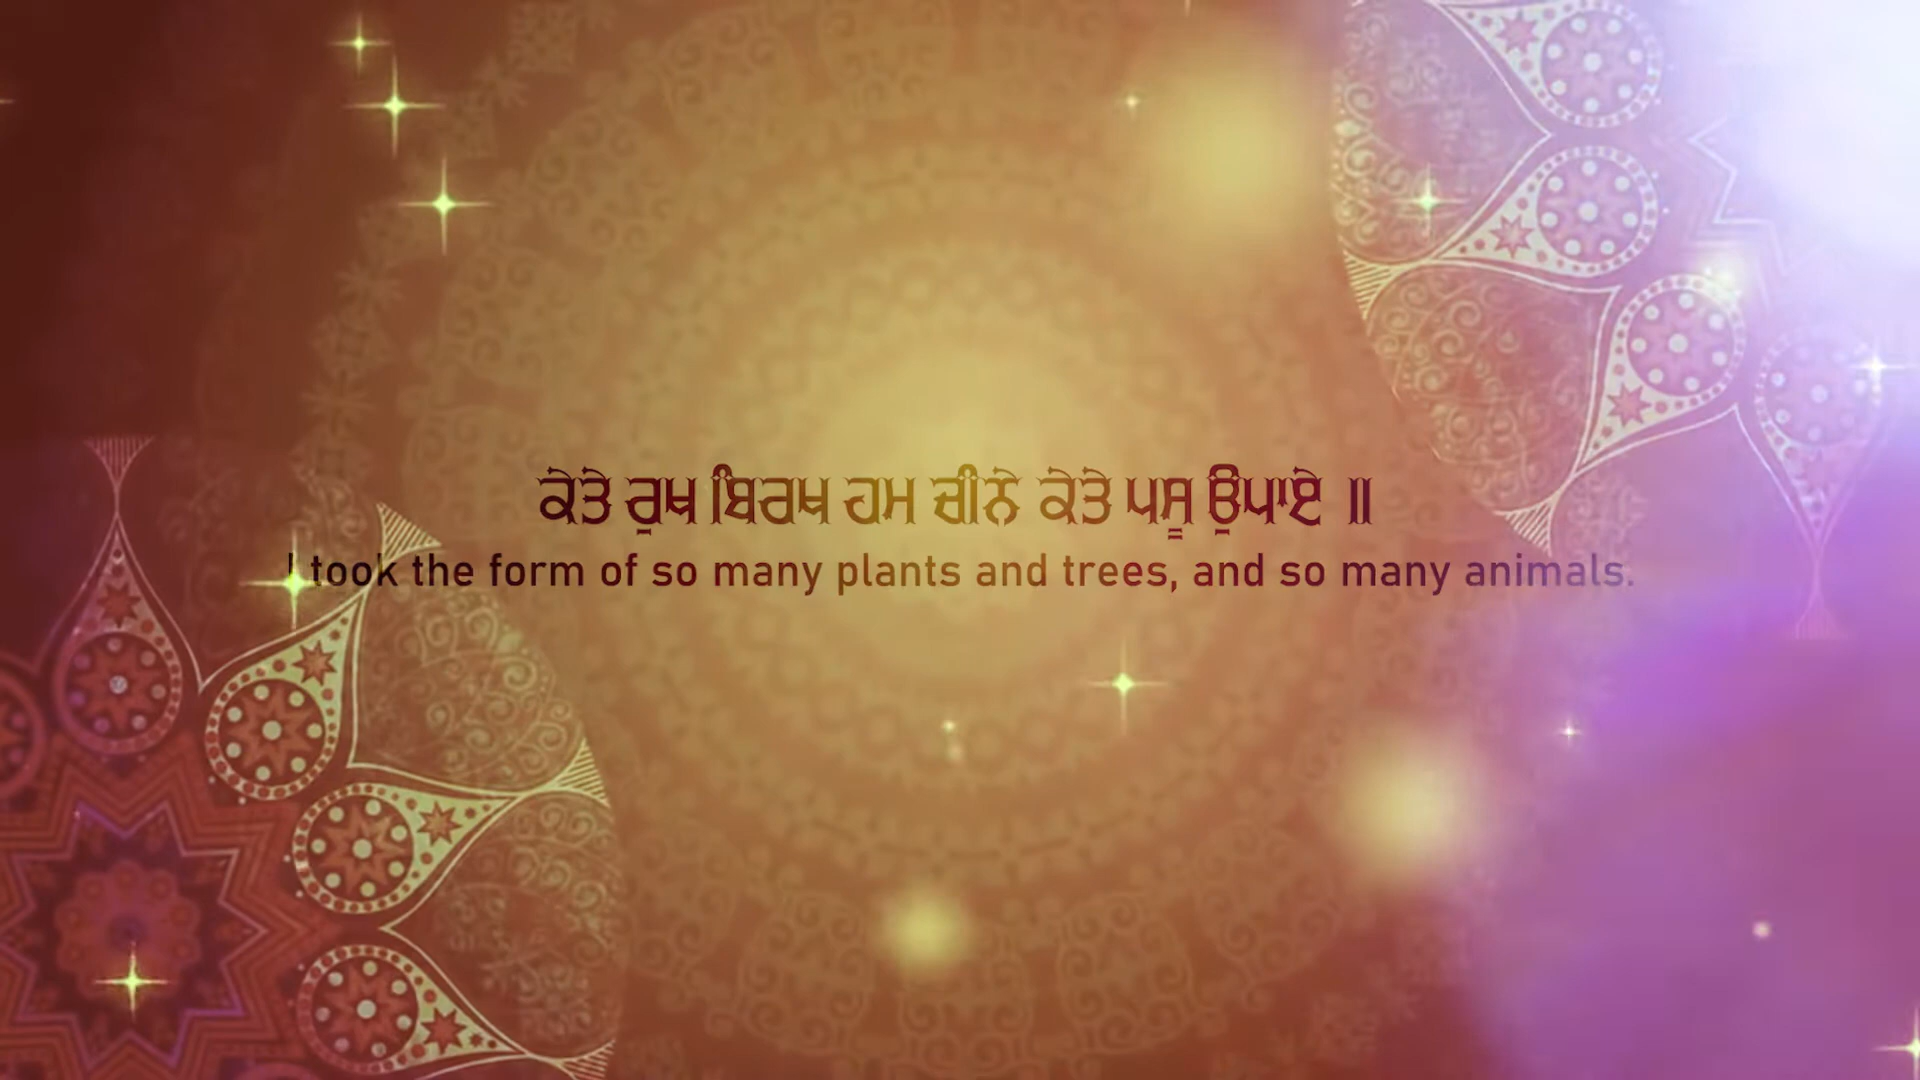 ਕੇਤੇ ਰੁਖ ਬਿਰਖ ਹਮ ਚੀਨੇ ਕੇਤੇ ਪਸੂ ਉਪਾਏ ॥
I took the form of so many plants and trees, and so many animals.